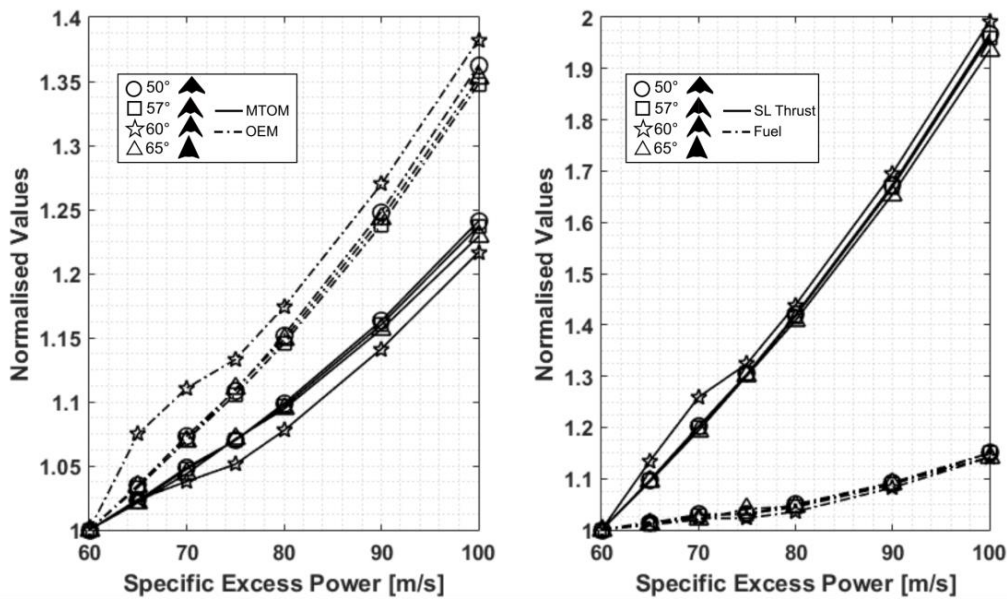 1.4
1.35
1.3
1.25
1.2
1.15
1.1
1.05
1
Normalised Values
50°
57°
60°
65°
MTOM
OEM
60 70 80 90 100
Specific Excess Power [m/s]
2
1.9
1.8
1.7
1.6
1.5
1.4
1.3
1.2
1.1
1
Normalised Values
50°
57°
60°
65°
SL Thrust
Fuel
60 70 80 90 100
Specific Excess Power [m/s]